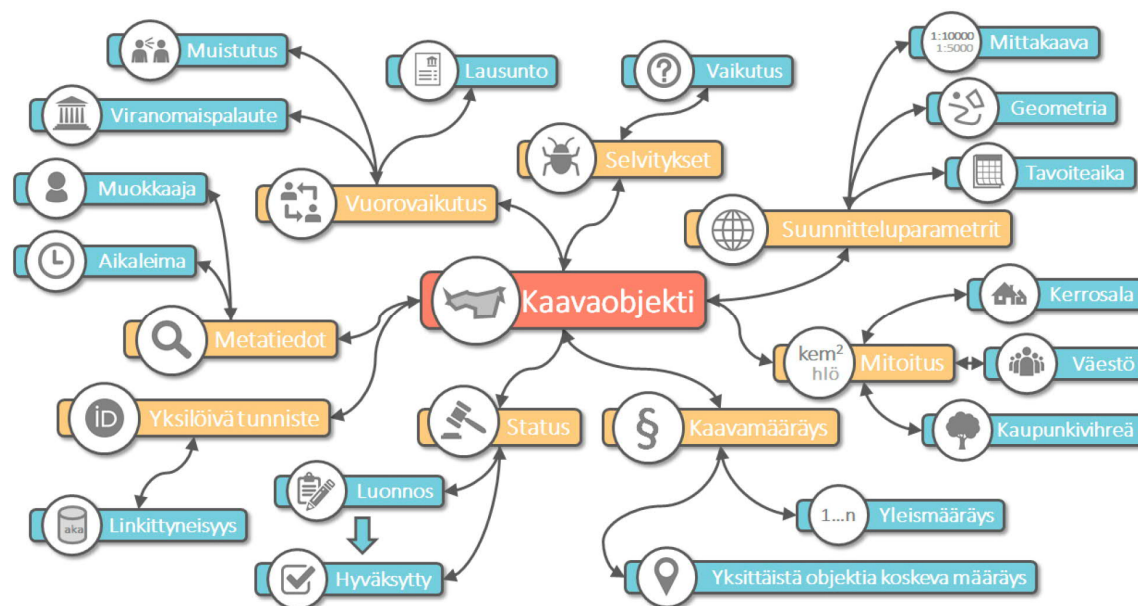 Muistutus
Lausunto
Vaikutus
1:10000
1:5000
Mittakaava
Viranomaispalaute
Geometria
Selvitykset
Muokkaaja
Vuorovaikutus
Tavoiteaika
Suunnitteluparametrit
Aikaleima
Kaavaobjekti
Kerrosala
Metatiedot
kem²
hlö
Mitoitus
Väestö
iD
Yksilöivä tunniste
Status
§
Kaavamääräys
Kaupunkivihreä
Luonnos
aka
Linkittyneisyys
1...n
Yleismääräys
Hyväksytty
Yksittäistä objektia koskeva määräys